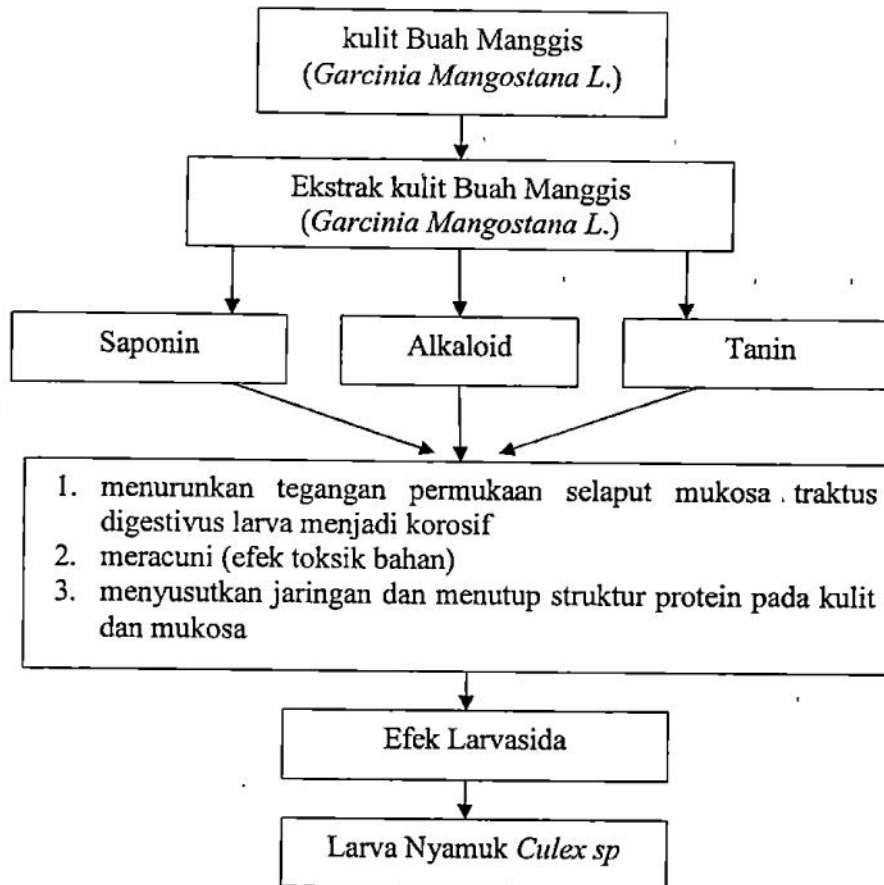 kulit Buah Manggis
(Garcinia Mangostana L.)
Ekstrak kulit Buah Manggis
(Garcinia Mangostana L.)
Saponin
Alkaloid
Tanin
1. menurunkan tegangan permukaan selaput mukosa traktus
digestivus larva menjadi korosif
2. meracuni (efek toksik bahan)
3. menyusutkan jaringan dan menutup struktur protein pada kulit
dan mukosa
Efek Larvasida
Larva Nyamuk Culex sp